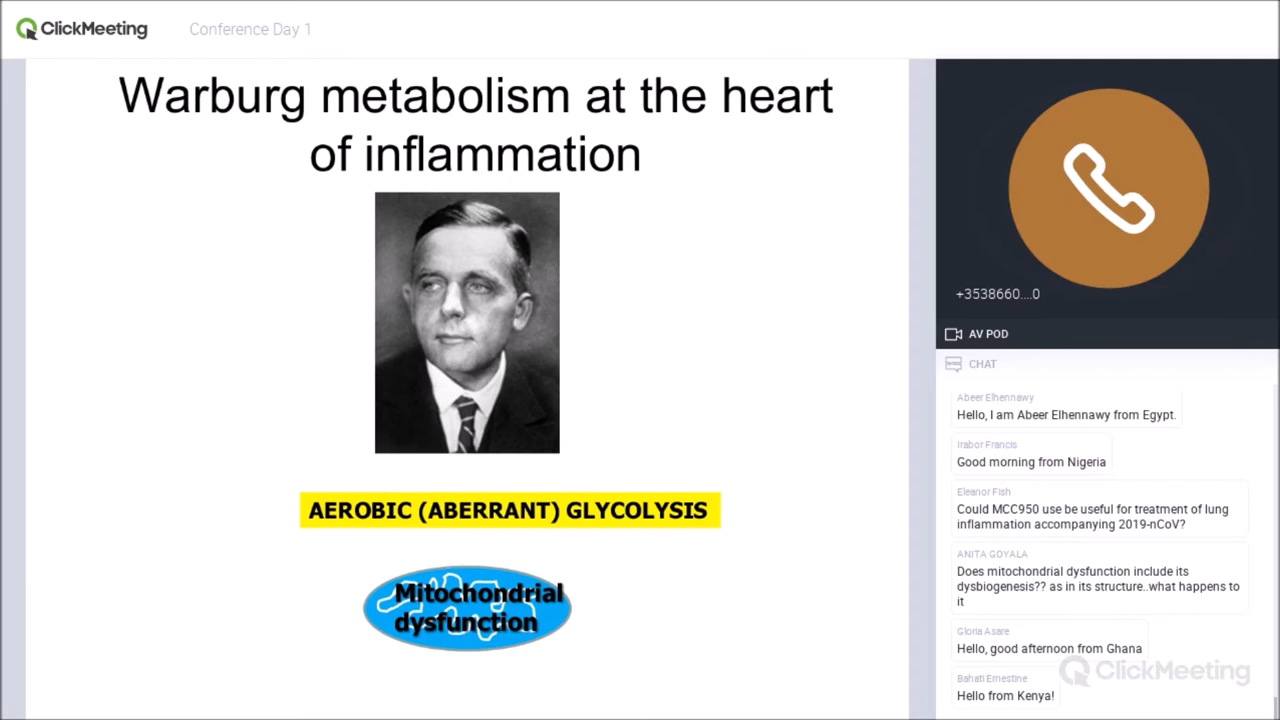 ClickMeeting
Conference Day 1
Warburg metabolism at the heart
of inflammation
AEROBIC (ABERRANT) GLYCOLYSIS
Mitochondrial
dysfunction
+3538660....0
AV POD
CHAT
Abeer Elhennawy
Hello, I am Abeer Elhennawy from Egypt.
Irabor Francis
Good morning from Nigeria
Eleanor Fish
Could MCC950 use be useful for treatment of lung
inflammation accompanying 2019-nCoV?
ANITA GOYALA
Does mitochondrial dysfunction include its
dysbiogenesis?? as in its structure..what happens to
it
Gloria Asare
Hello, good afternoon from Ghana
Bahati Ernestine
Hello from Kenya!
ClickMeeting